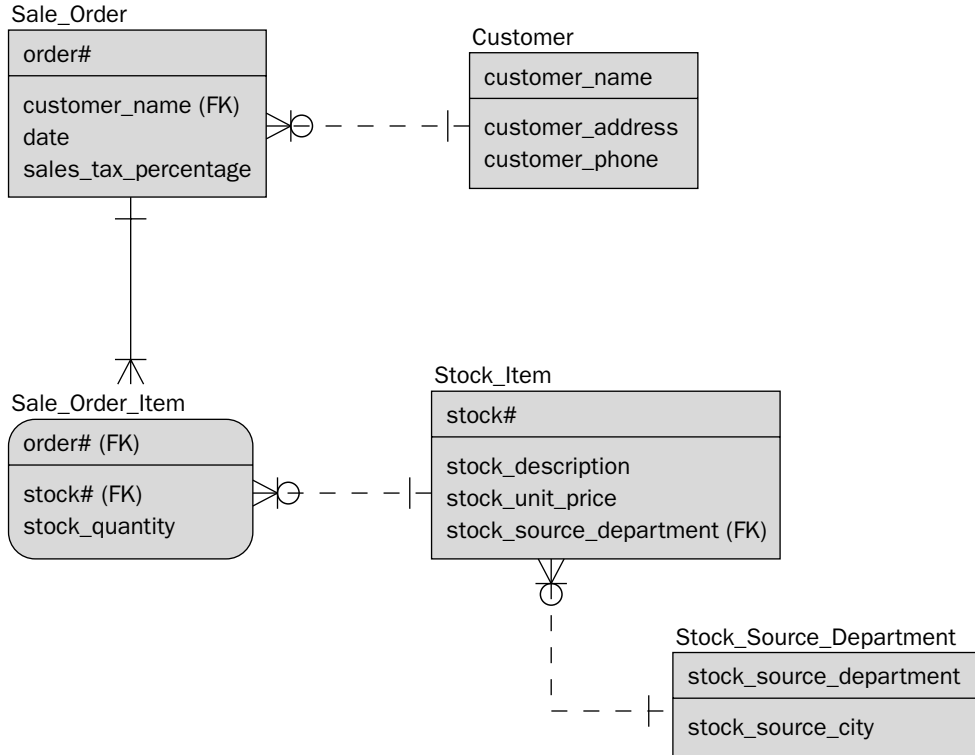 Sale_Order
order#
customer_name (FK)
date
sales_tax_percentage
Customer
customer_name
customer_address
customer_phone
Sale_Order_Item
order# (FK)
stock# (FK)
stock_quantity
Stock_Item
stock#
stock_description
stock_unit_price
stock_source_department (FK)
Stock_Source_Department
stock_source_department
stock_source_city